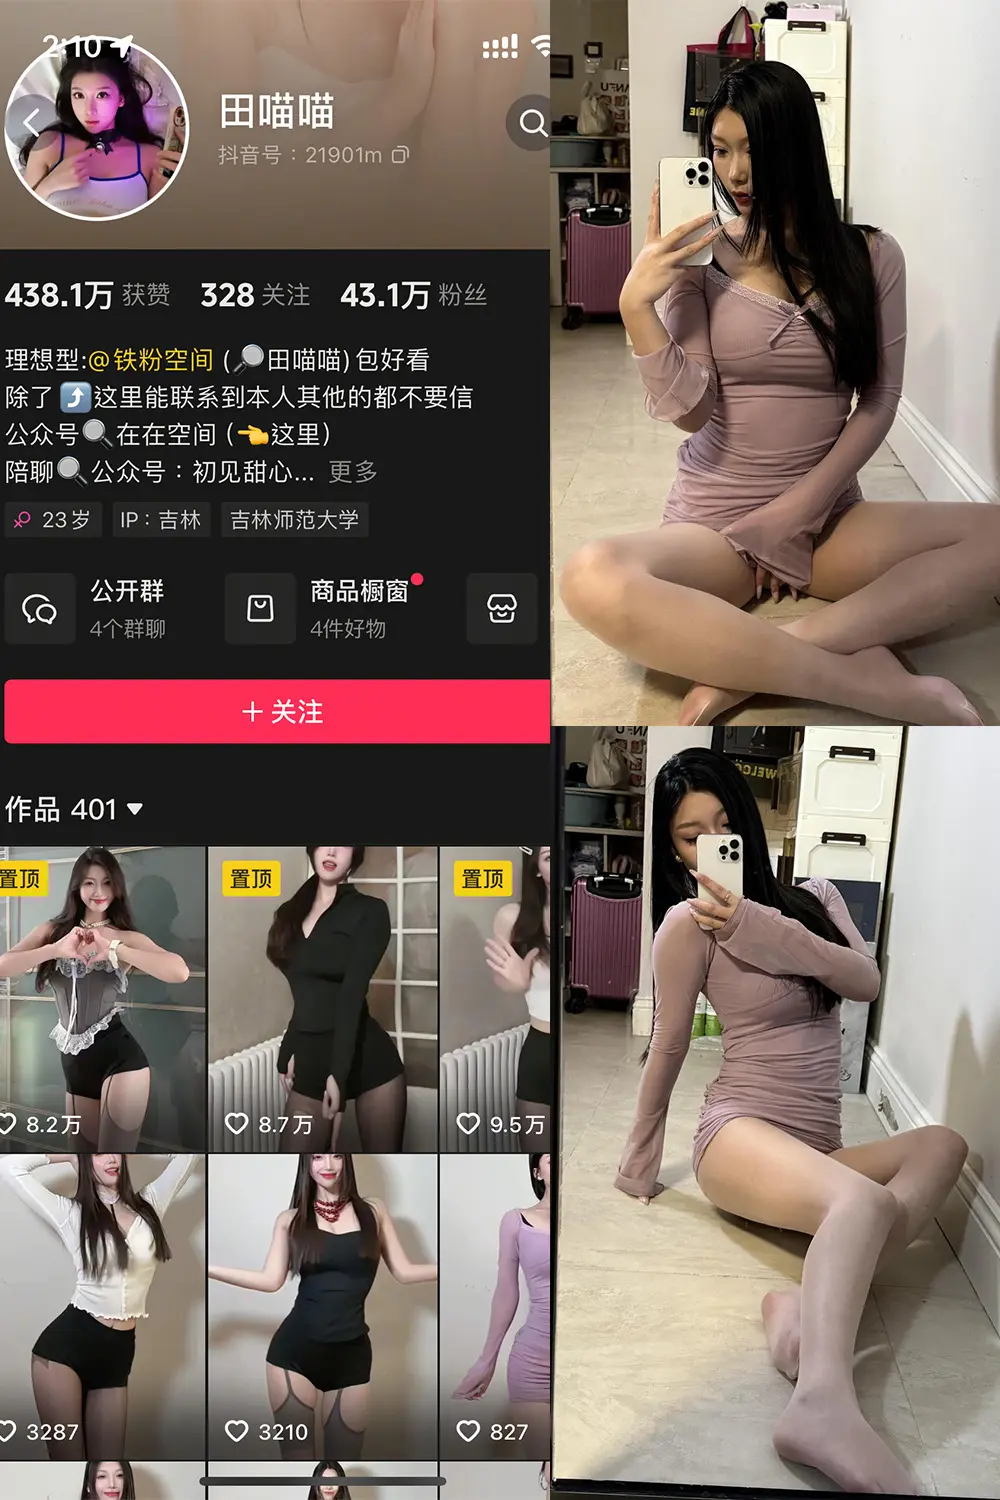 2:10
田喵喵
抖音号：21901m
438.1万 获赞 328 关注 43.1万 粉丝
理想型:@铁粉空间 (🔎田喵喵) 包好看
除了⤴️这里能联系到本人其他的都不要信
公众号🔍在在空间 (👈这里)
陪聊🔍公众号：初见甜心... 更多
23岁 IP：吉林 吉林师范大学
公开群 商品橱窗
4个群聊 4件好物
+ 关注
作品 401
置顶 置顶 置顶
8.2万 8.7万 9.5万
3287 3210 827